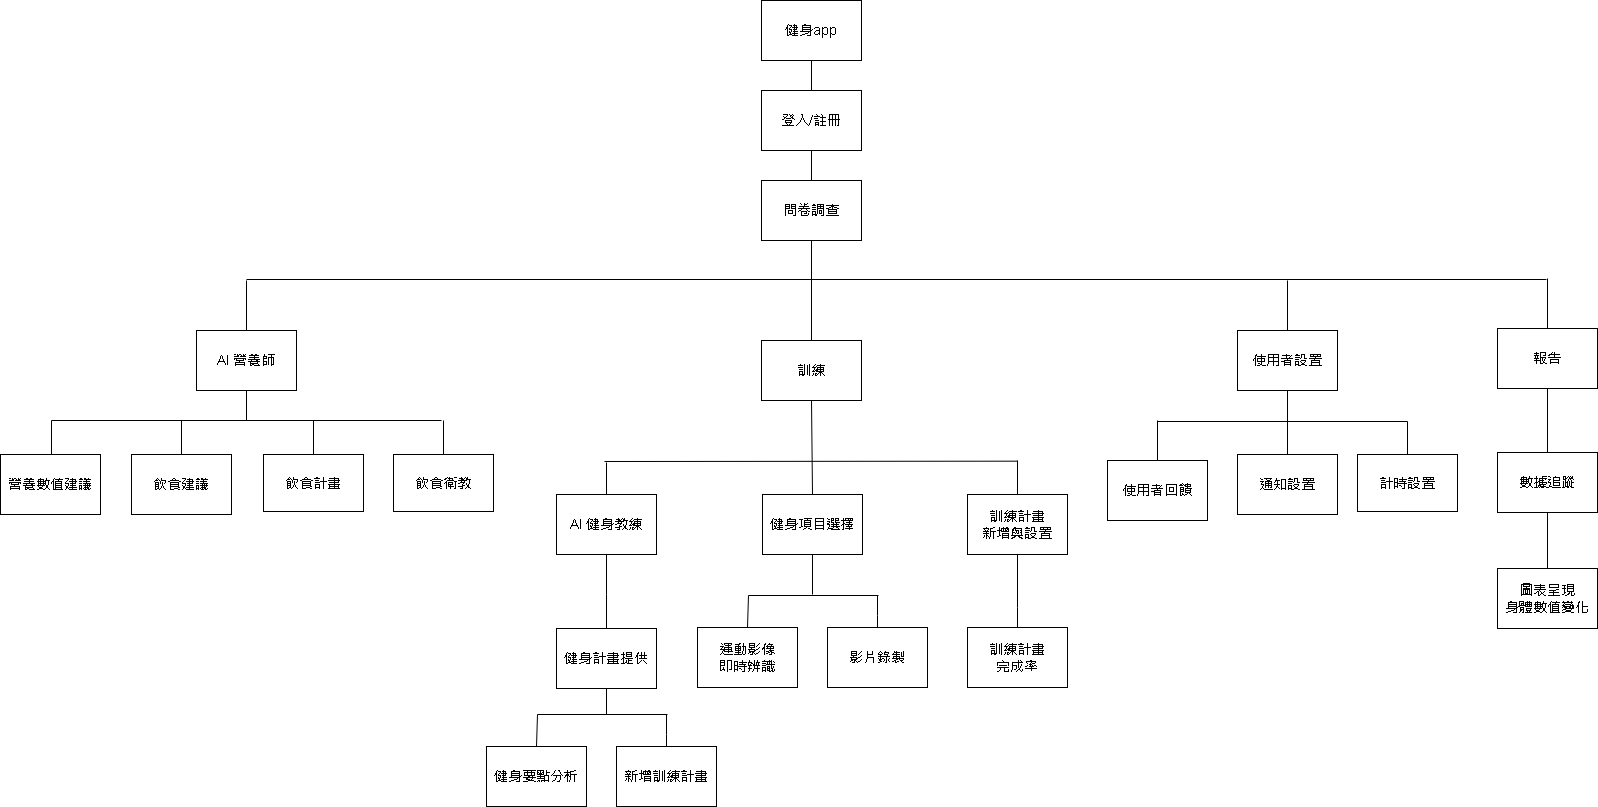 健身app
登入/註冊
問卷調查
AI 營養師
訓練
使用者設置
報告
營養數值建議
飲食建議
飲食計畫
飲食衛教
使用者回饋
通知設置
計時設置
數據追蹤
AI 健身教練
健身項目選擇
訓練計畫
新增與設置
圖表呈現
身體數值變化
健身計畫提供
運動影像
即時辨識
影片錄製
訓練計畫
完成率
健身要點分析
新增訓練計畫